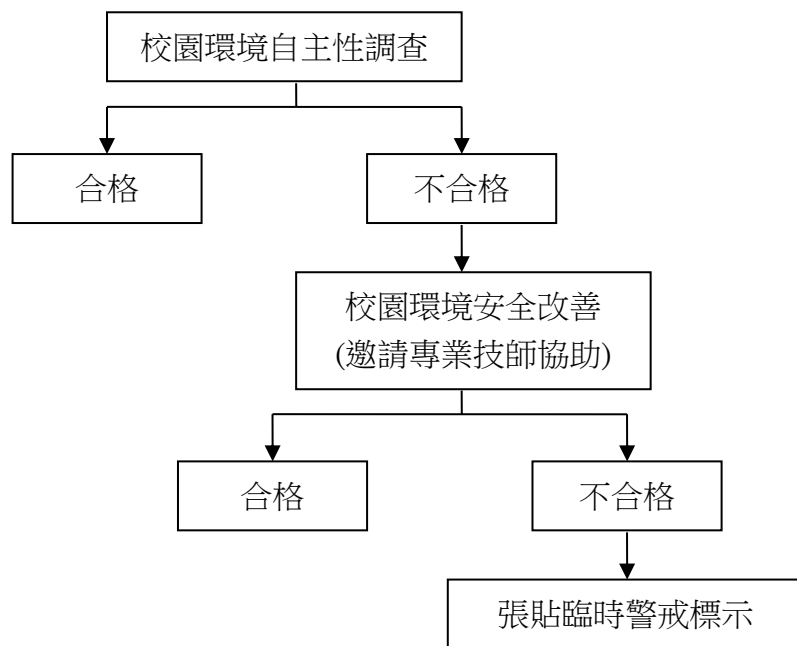 校園環境自主性調查
合格
不合格
校園環境安全改善
(邀請專業技師協助)
合格
不合格
張貼臨時警戒標示